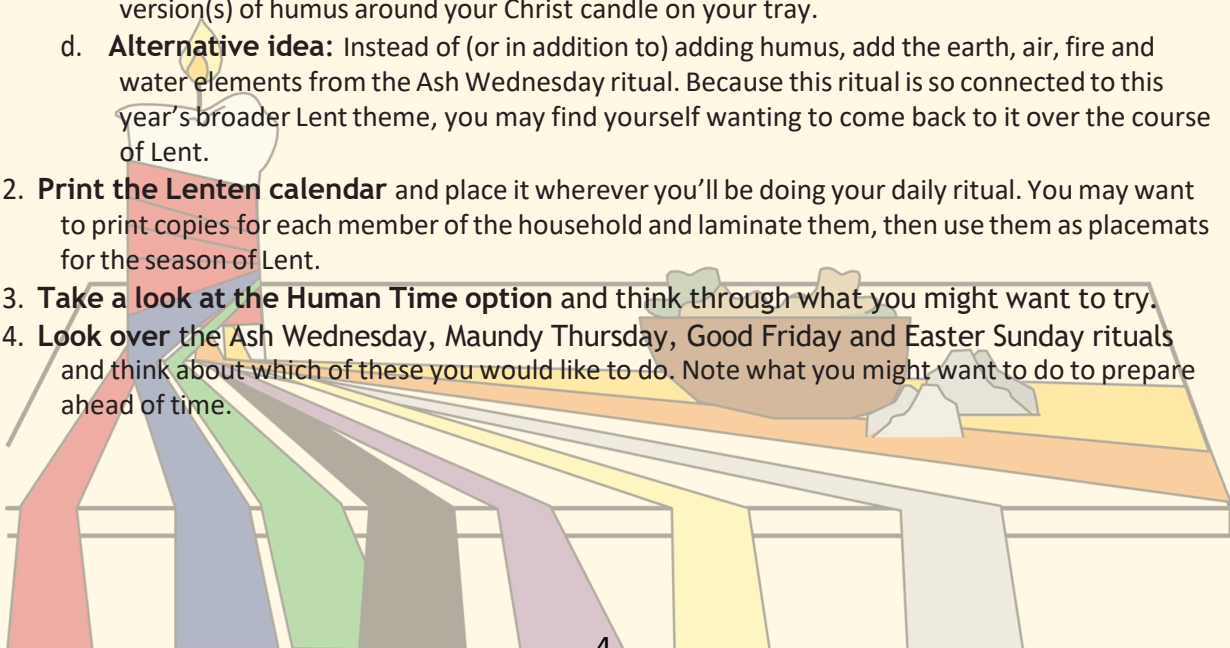 version(s) of humus around your Christ candle on your tray.
d. Alternative idea: Instead of (or in addition to) adding humus, add the earth, air, fire and
water elements from the Ash Wednesday ritual. Because this ritual is so connected to this
year's broader Lent theme, you may find yourself wanting to come back to it over the course
of Lent.
2. Print the Lenten calendar and place it wherever you'll be doing your daily ritual. You may want
to print copies for each member of the household and laminate them, then use them as placemats
for the season of Lent.
3. Take a look at the Human Time option and think through what you might want to try.
4. Look over the Ash Wednesday, Maundy Thursday, Good Friday and Easter Sunday rituals
and think about which of these you would like to do. Note what you might want to do to prepare
ahead of time.
4